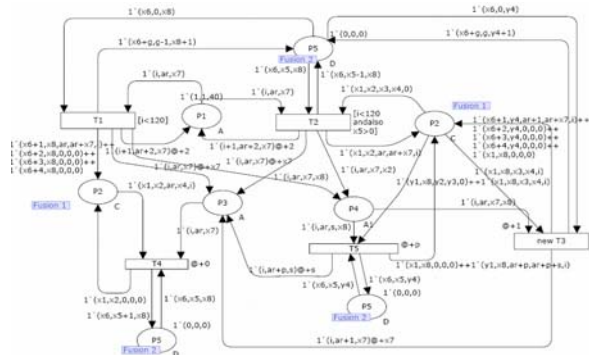 1`(x6,0,x8)
1`(x6,0,y4)
1`(x6+g,g-1,x8+1)
P5
1`(0,0,0)
1`(x6+g,g,y4+1)
Fusion 2
D
1`(i,ar,x7)
1`(1,1,40)
1`(i,ar,x7)
1`(x6,x5,x8)
1`(x6,x5-1,x8)
1`(x1,x2,x3,x4,0)
T1
[i<120]
P1
A
T2
[i<120
andalso
x5>0]
P2
C
Fusion 1
1`(x6+1,y4,ar+1,ar+x7,i)++
1`(x6+2,y4,0,0,0)++
1`(x6+3,y4,0,0,0)++
1`(x6+4,y4,0,0,0)++
1`(x1,x8,0,0,0)
1`(x6+1,x8,ar,ar+x7,i)++
1`(x6+2,x8,0,0,0)++
1`(x6+3,x8,0,0,0)++
1`(x6+4,x8,0,0,0)
1`(i+1,ar+2,x7)@+2
1`(i+1,ar+2,x7)@+2
1`(x1,x2,ar,ar+x7,i)
1`(i,ar,x7)@+x7
1`(i,ar,x7)@+x7
1`(i,ar,x7,x8)
1`(i,ar,x7,x2)
1`(y1,x8,y2,y3,0)++1`(x1,x8,x3,x4,i)
1`(x1,x8,x3,x4,i)
P2
C
Fusion 1
1`(x1,x2,ar,x4,i)
P3
A
P4
A1
1`(i,ar,x7,x8)
1`(i,ar,x7)
1`(i,ar,s,x8)
@+1
new T3
T5
@+p
T4
@+0
1`(i,ar+p,s)@+s
1`(x1,x8,0,0,0)++1`(y1,x8,ar+p,ar+p+s,i)
1`(x1,x2,0,0,0)
1`(x6,x5,x8)
1`(x6,x5+1,x8)
1`(x6,x5,y4)
1`(x6,x5,y4)
P5
1`(0,0,0)
Fusion 2
D
1`(0,0,0)
P5
Fusion 2
D
1`(i,ar+1,x7)@+x7